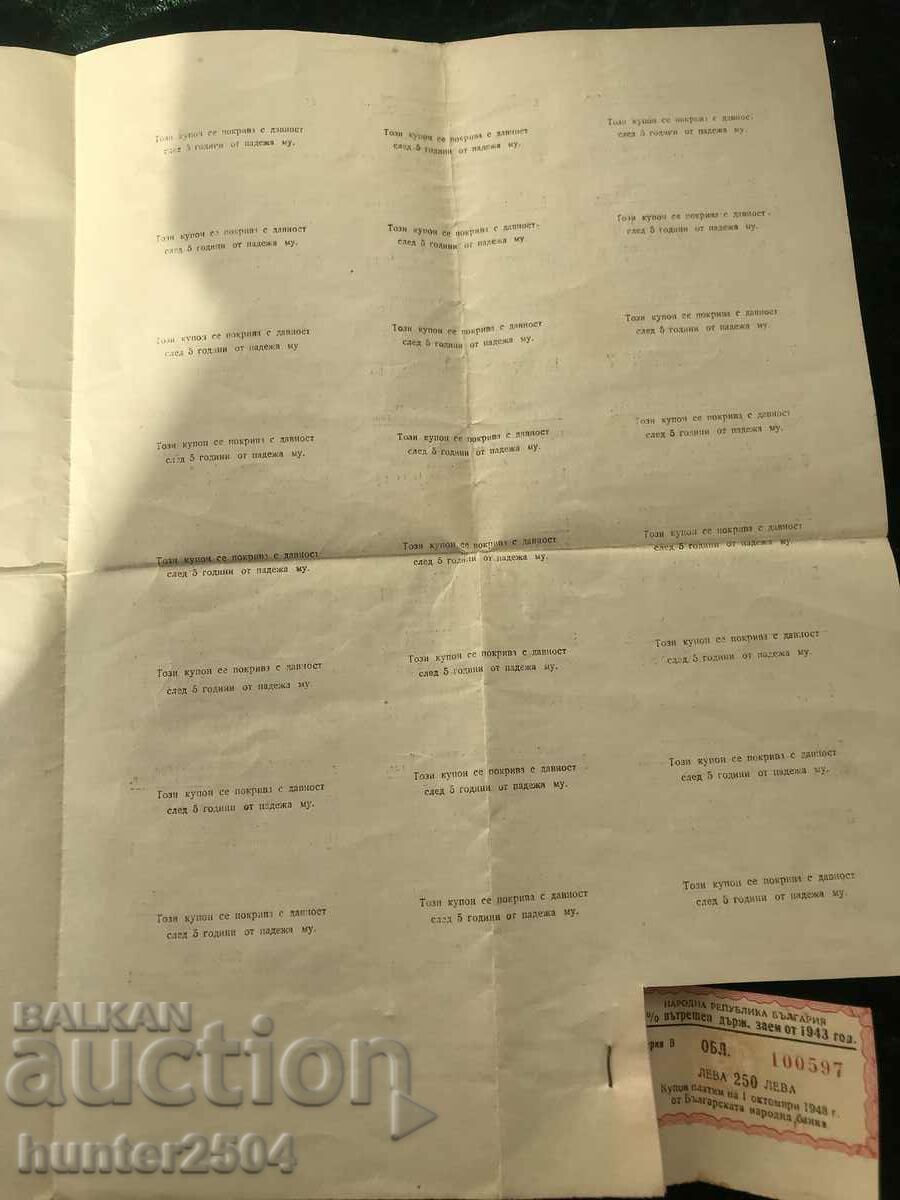 Този купон се покрива с давност
след 5 години от падежа му.
Този купон се покрива с давност
след 5 години от падежа му.
Този купон се покрива с давност
след 5 години от падежа му.
Този купон се покрива с давност
след 5 години от падежа му.
Този купон се покрива с давност.
след 5 години от падежа му
Този купон се покрива с давност.
след 5 години от падежа му.
Този купон се покрива с давност
след 5 години от падежа му
Този купон се покрива с давност
след 5 години от падежа му.
Този купон се покрива с давност
след 5 години от падежа му.
Този купон се покрива с давност
след 5 години от падежа му.
Този купон се покрива с давност
след 5 години от падежа му.
Този купон се покрива с давност
след 5 години от падежа му.
Този купон се покрива с давност
след 5 години от падежа му.
Този купон се покрива с давност
след 5 години от падежа му.
Този купон се покрива с давност
след 5 години от падежа му.
Този купон се покрива с давност
след 5 години от падежа му.
Този купон се покрива с давност
след 5 години от падежа му.
Този купон се покрива с давност
след 5 години от падежа му.
Този купон се покрива с давност
след 5 години от падежа му.
Този купон се покрива с давност
след 5 години от падежа му.
Този купон се покрива с давност
след 5 години от падежа му.
Този купон се покрива с давност
след 5 години от падежа му.
Този купон се покрива с давност
след 5 години от падежа му.
Този купон се покрива с давност
след 5 години от падежа му.
НАРОДНА РЕПУБЛИКА БЪЛГАРИЯ
% вътрешен държ. заем от 1943 год.
ерия В ОБЛ. 100597
ЛЕВА 250 ЛЕВА
Купон платим на 1 октомври 1948 г.
от Българската народна банка
BALKAN
auction
hunter2504